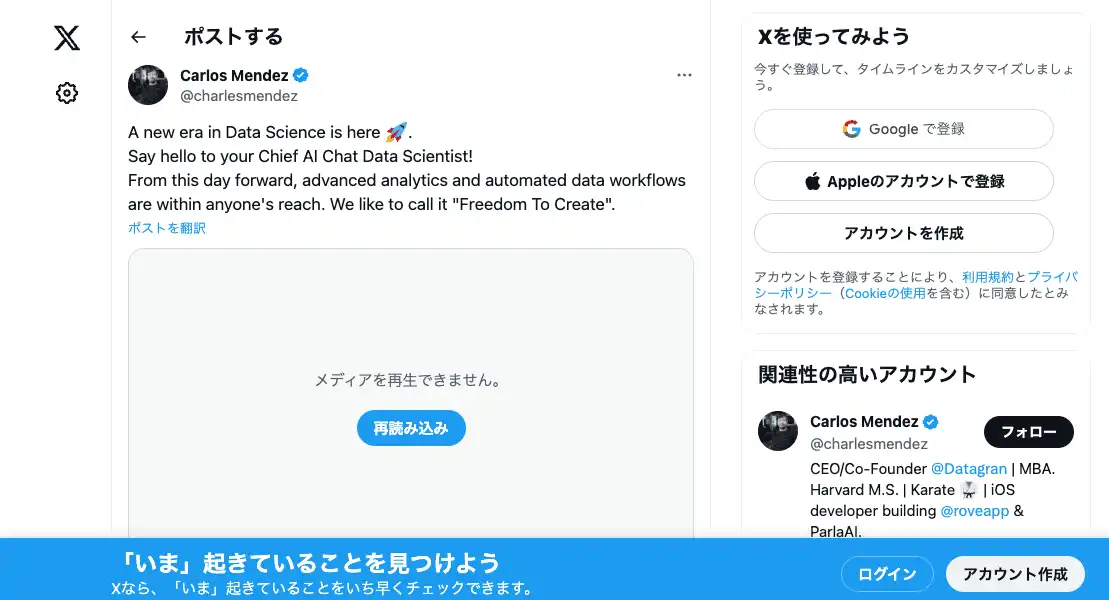 ポストする
Carlos Mendez
@charlesmendez
A new era in Data Science is here 🚀.
Say hello to your Chief AI Chat Data Scientist!
From this day forward, advanced analytics and automated data workflows
are within anyone's reach. We like to call it "Freedom To Create".
ポストを翻訳
メディアを再生できません。
再読み込み
Xを使ってみよう
今すぐ登録して、タイムラインをカスタマイズしましょ
う。
Google で登録
Appleのアカウントで登録
アカウントを作成
アカウントを登録することにより、利用規約とプライバ
シーポリシー（Cookieの使用を含む）に同意したとみ
なされます。
関連性の高いアカウント
Carlos Mendez
@charlesmendez
フォロー
CEO/Co-Founder @Datagran | MBA.
Harvard M.S. | Karate 🥋 | iOS
developer building @roveapp &
ParlaAI.
「いま」起きていることを見つけよう
Xなら、「いま」起きていることをいち早くチェックできます。
ログイン
アカウント作成